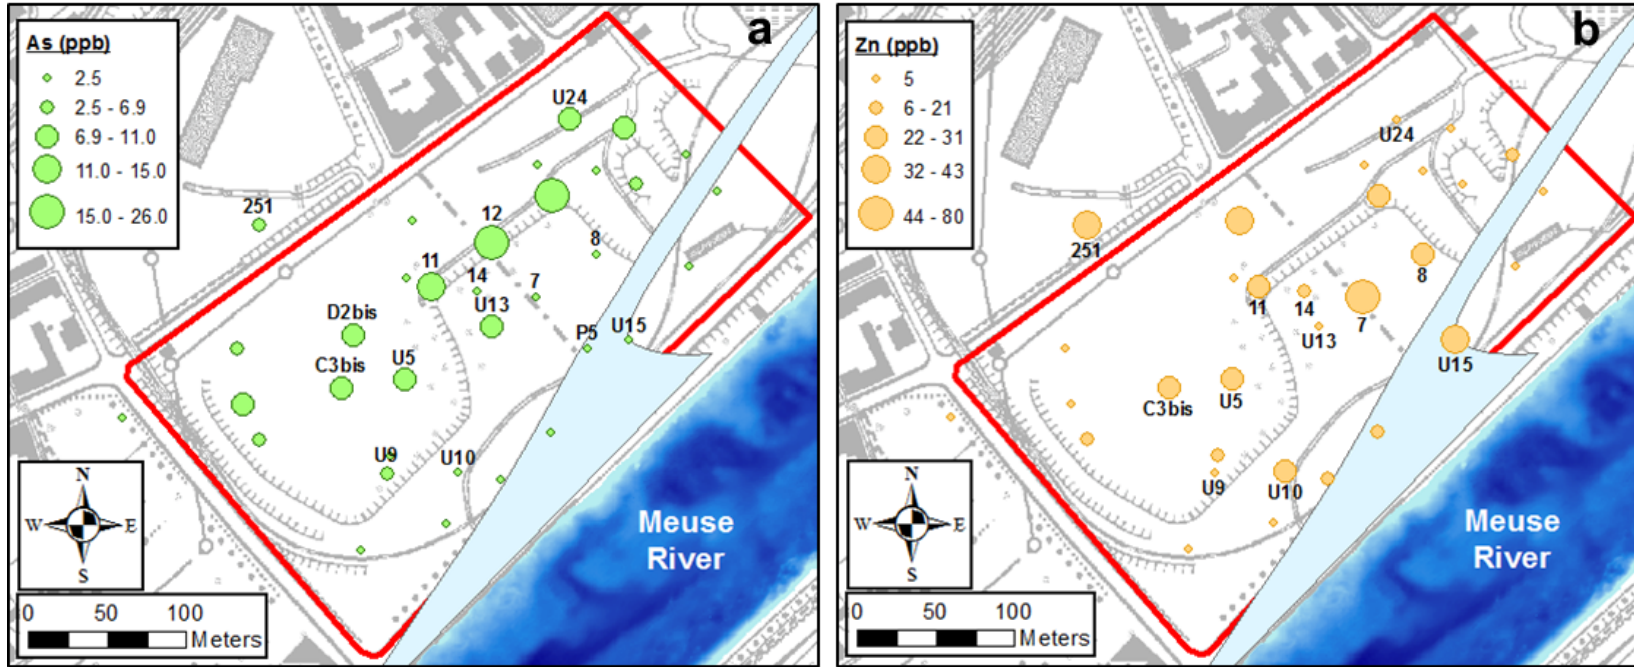 a
As (ppb)
2.5
2.5 - 6.9
6.9 - 11.0
11.0 - 15.0
15.0 - 26.0
U24
251
12
8
11
14
7
U13
D2bis
P5
U15
C3bis
U5
U9
U10
N
W
E
S
Meuse
River
0
50
100
Meters
b
Zn (ppb)
5
6 - 21
22 - 31
32 - 43
44 - 80
U24
251
8
11
14
7
U13
U15
C3bis
U5
U9
U10
N
W
E
S
Meuse
River
0
50
100
Meters